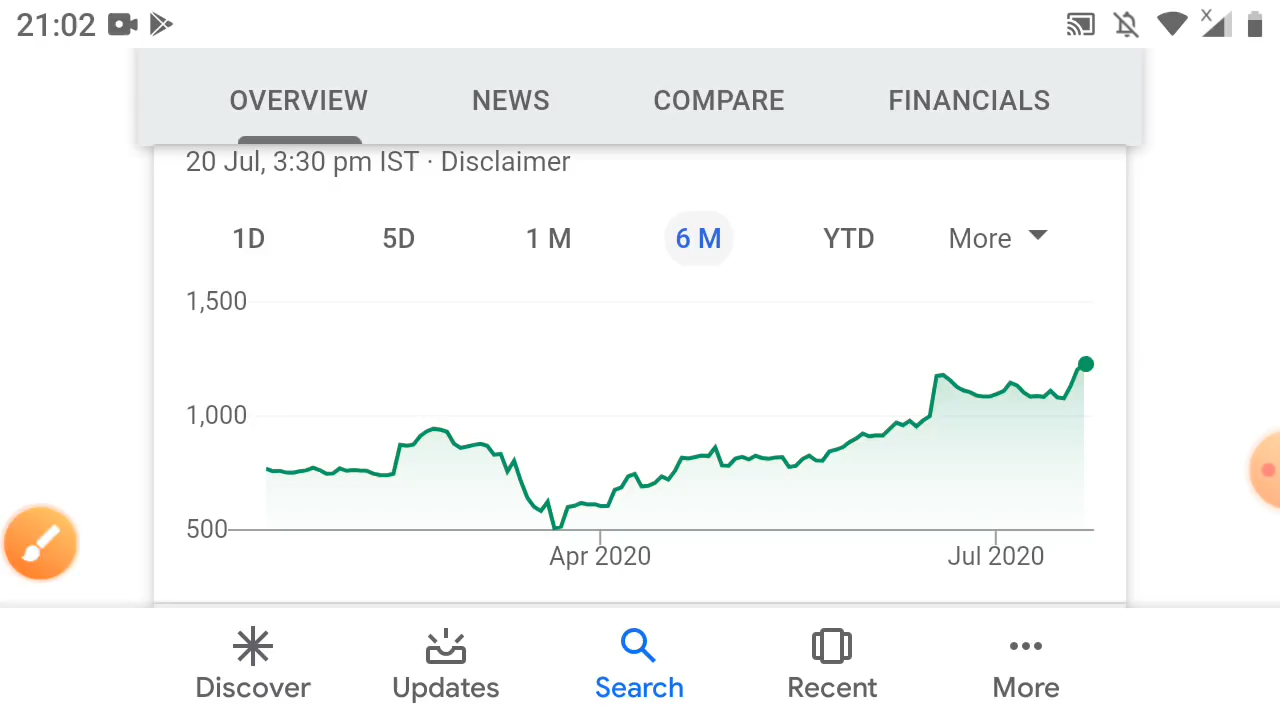 21:02
X
OVERVIEW NEWS COMPARE FINANCIALS
20 Jul, 3:30 pm IST · Disclaimer
1D 5D 1 M 6 M YTD More
1,500
1,000
500
Apr 2020 Jul 2020
Discover Updates Search Recent More